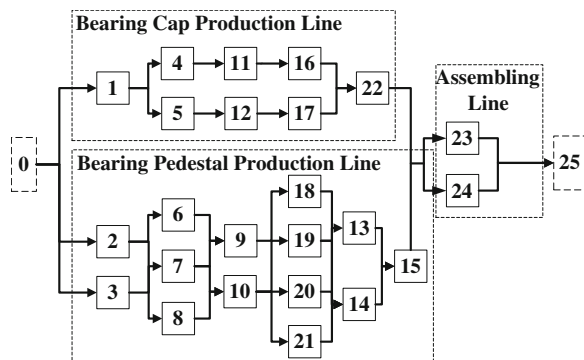 Bearing Cap Production Line
4 11 16
1 22
5 12 17
Assembling
Line
23
0 25
Bearing Pedestal Production Line
24
18
6
2 9 19 13
7 15
3 10 20 14
8
21